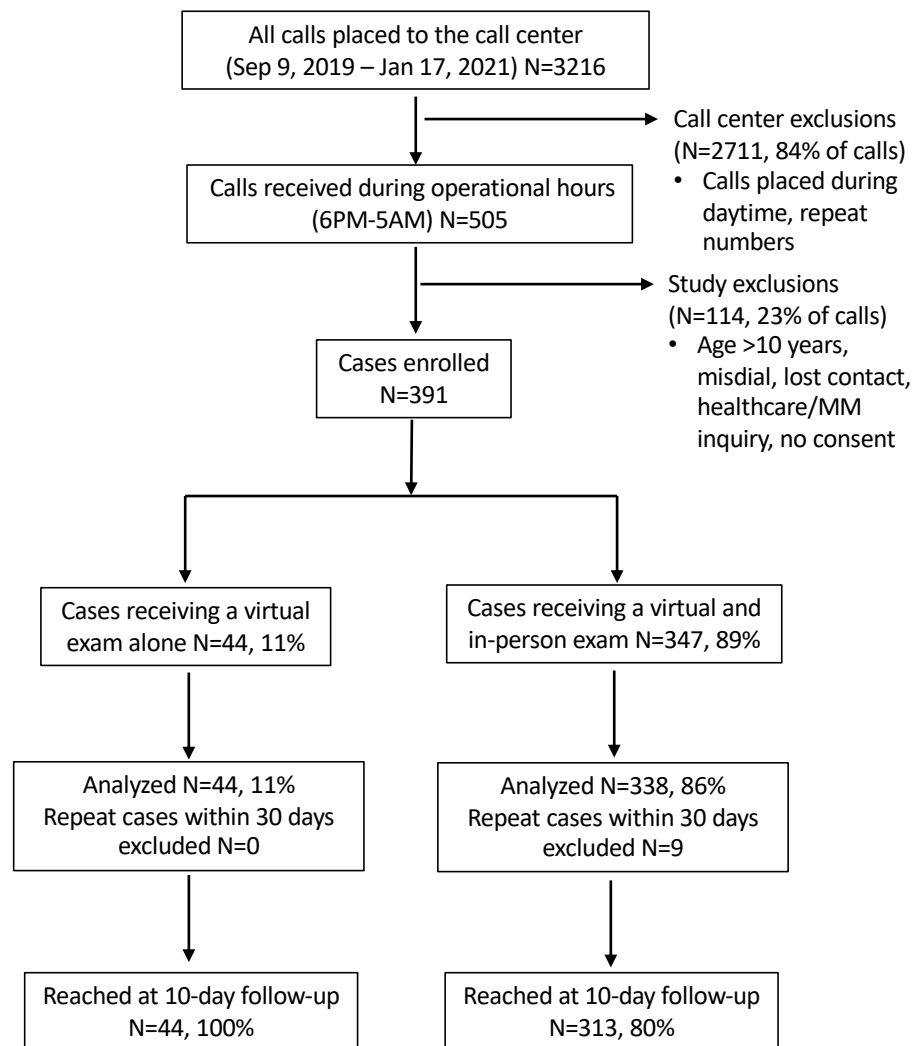 All calls placed to the call center
(Sep 9, 2019 – Jan 17, 2021) N=3216
Call center exclusions
(N=2711, 84% of calls)
• Calls placed during
daytime, repeat
numbers
Calls received during operational hours
(6PM-5AM) N=505
Study exclusions
(N=114, 23% of calls)
• Age >10 years,
misdial, lost contact,
healthcare/MM
inquiry, no consent
Cases enrolled
N=391
Cases receiving a virtual
exam alone N=44, 11%
Cases receiving a virtual and
in-person exam N=347, 89%
Analyzed N=44, 11%
Repeat cases within 30 days
excluded N=0
Analyzed N=338, 86%
Repeat cases within 30 days
excluded N=9
Reached at 10-day follow-up
N=44, 100%
Reached at 10-day follow-up
N=313, 80%